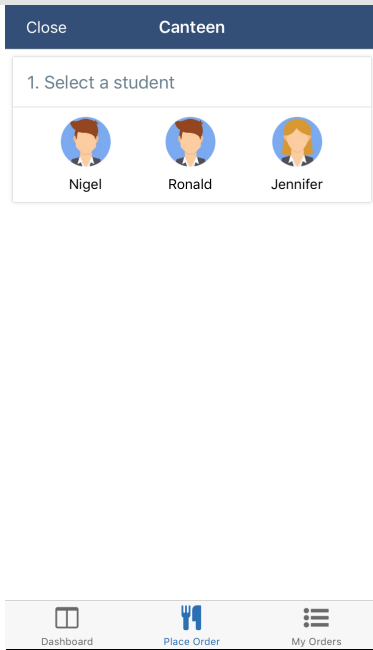 Close Canteen
1. Select a student
Nigel Ronald Jennifer
Dashboard Place Order My Orders